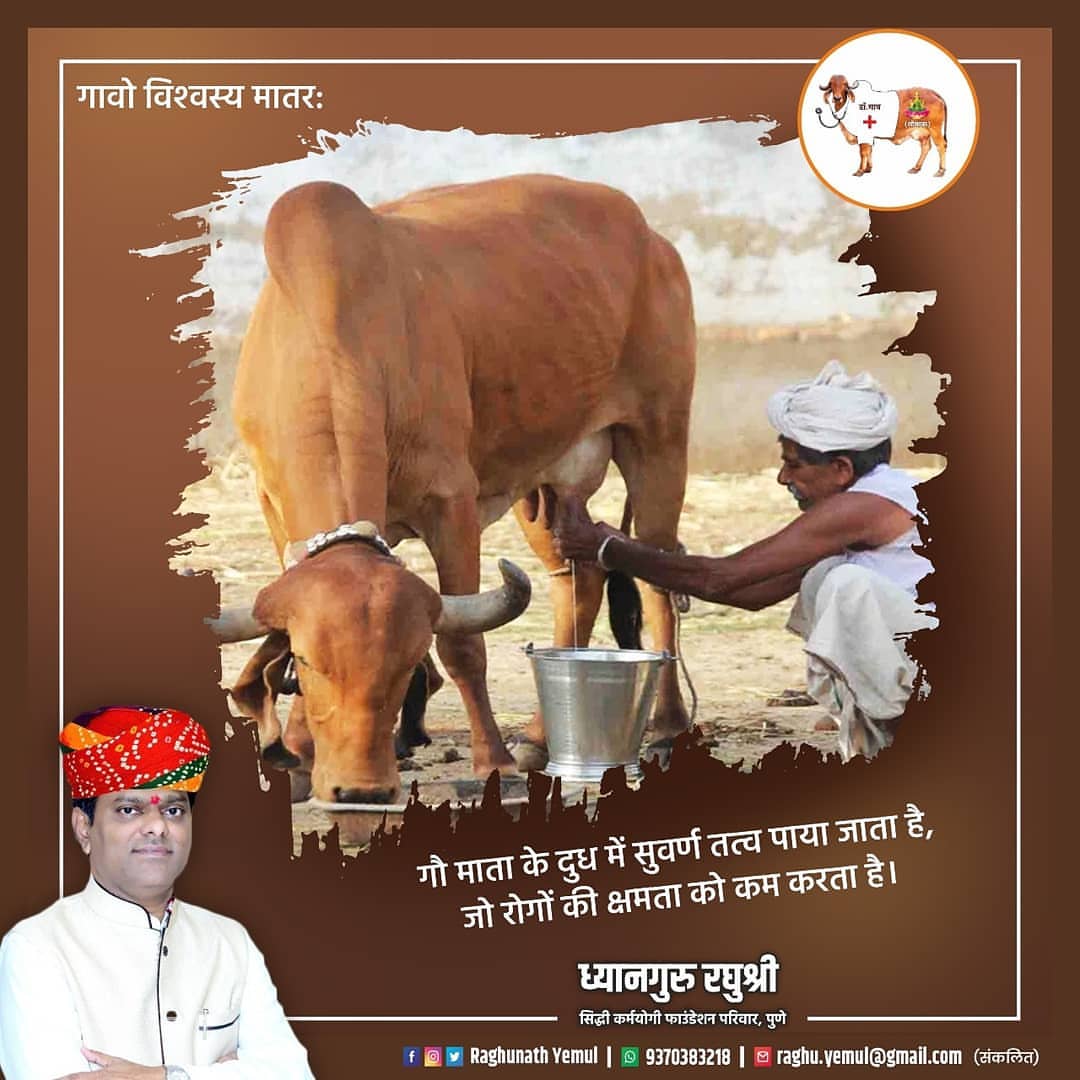 गावो विश्वस्य मातर:
डॉ.गाय
गौ माता के दुध में सुवर्ण तत्व पाया जाता है,
जो रोगों की क्षमता को कम करता है।
ध्यानगुरु रघुश्री
सिद्धी कर्मयोगी फाउंडेशन परिवार, पुणे
Raghunath Yemul | 9370383218 | raghu.yemul@gmail.com (संकलित)